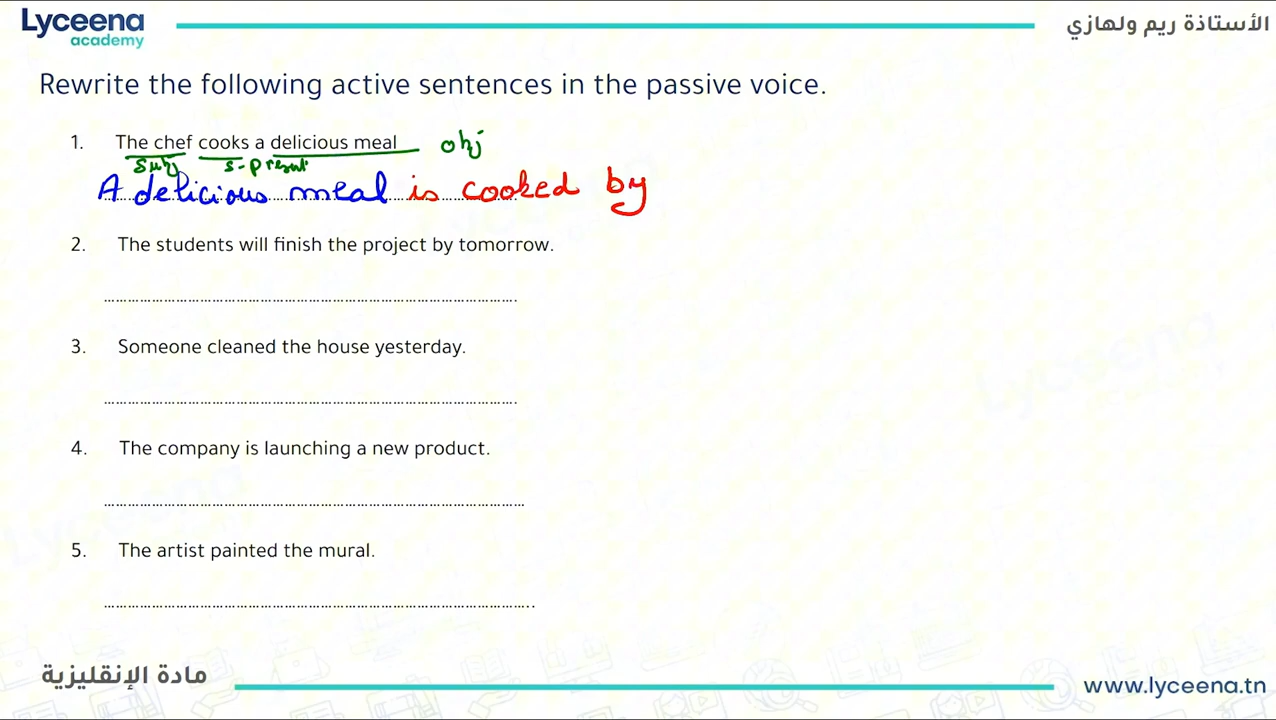 Lyceena
academy
الأستاذة ريم ولهازي
Rewrite the following active sentences in the passive voice.
1. The chef cooks a delicious meal obj
subj s-present
A delicious meal is cooked by
2. The students will finish the project by tomorrow.
……………………………………………………………………………………….
3. Someone cleaned the house yesterday.
……………………………………………………………………………………….
4. The company is launching a new product.
…………………………………………………………………………………………
5. The artist painted the mural.
…………………………………………………………………………………………..
مادة الإنقليزية
www.lyceena.tn